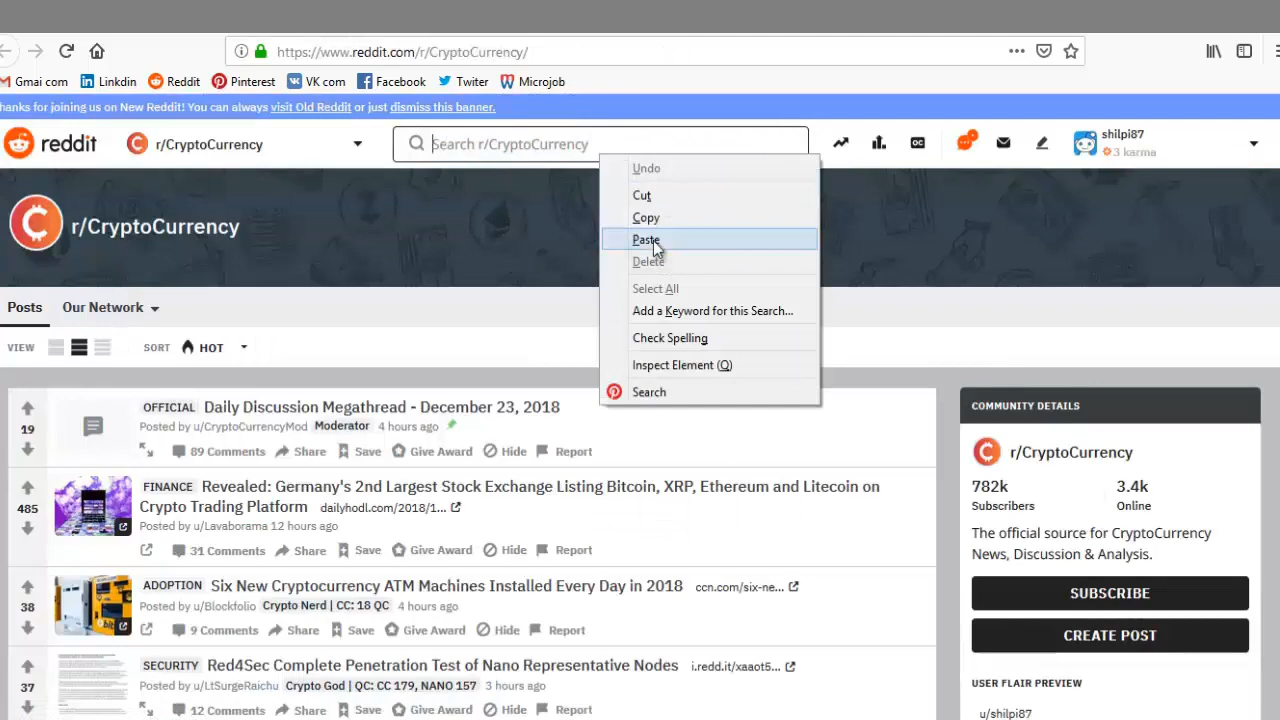 https://www.reddit.com/r/CryptoCurrency/
Gmai com Linkdin Reddit Pinterest VK com Facebook Twiter Microjob
hanks for joining us on New Reddit! You can always visit Old Reddit or just dismiss this banner.
reddit r/CryptoCurrency Search r/CryptoCurrency shilpi87
3 karma
r/CryptoCurrency
Undo
Cut
Copy
Paste
Delete
Select All
Add a Keyword for this Search...
Check Spelling
Inspect Element (Q)
Search
Posts Our Network
VIEW SORT HOT
19
OFFICIAL Daily Discussion Megathread - December 23, 2018
Posted by u/CryptoCurrencyMod Moderator 4 hours ago
89 Comments Share Save Give Award Hide Report
485
FINANCE Revealed: Germany's 2nd Largest Stock Exchange Listing Bitcoin, XRP, Ethereum and Litecoin on
Crypto Trading Platform dailyhodl.com/2018/1...
Posted by u/Lavaborama 12 hours ago
31 Comments Share Save Give Award Hide Report
38
ADOPTION Six New Cryptocurrency ATM Machines Installed Every Day in 2018 ccn.com/six-ne...
Posted by u/Blockfolio Crypto Nerd | CC: 18 QC 4 hours ago
9 Comments Share Save Give Award Hide Report
37
SECURITY Red4Sec Complete Penetration Test of Nano Representative Nodes i.redd.it/xaaot5...
Posted by u/LtSurgeRaichu Crypto God | QC: CC 179, NANO 157 3 hours ago
12 Comments Share Save Give Award Hide Report
COMMUNITY DETAILS
r/CryptoCurrency
782k 3.4k
Subscribers Online
The official source for CryptoCurrency
News, Discussion & Analysis.
SUBSCRIBE
CREATE POST
USER FLAIR PREVIEW
u/shilpi87